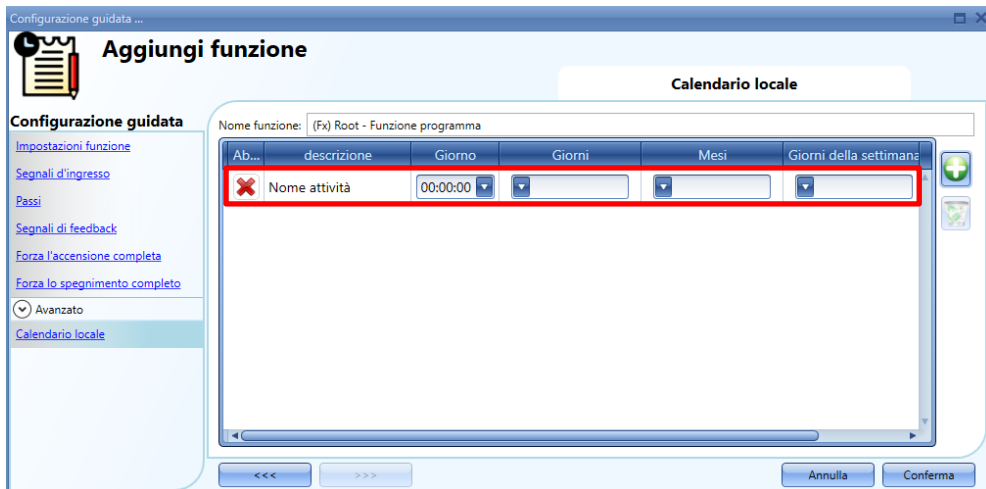 Configurazione guidata ...
Aggiungi funzione
Calendario locale
Configurazione guidata
Impostazioni funzione
Segnali d'ingresso
Passi
Segnali di feedback
Forza l'accensione completa
Forza lo spegnimento completo
Avanzato
Calendario locale
Nome funzione: (Fx) Root - Funzione programma
Ab... descrizione Giorno Giorni Mesi Giorni della settimana
Nome attività 00:00:00
<<< >>> Annulla Conferma